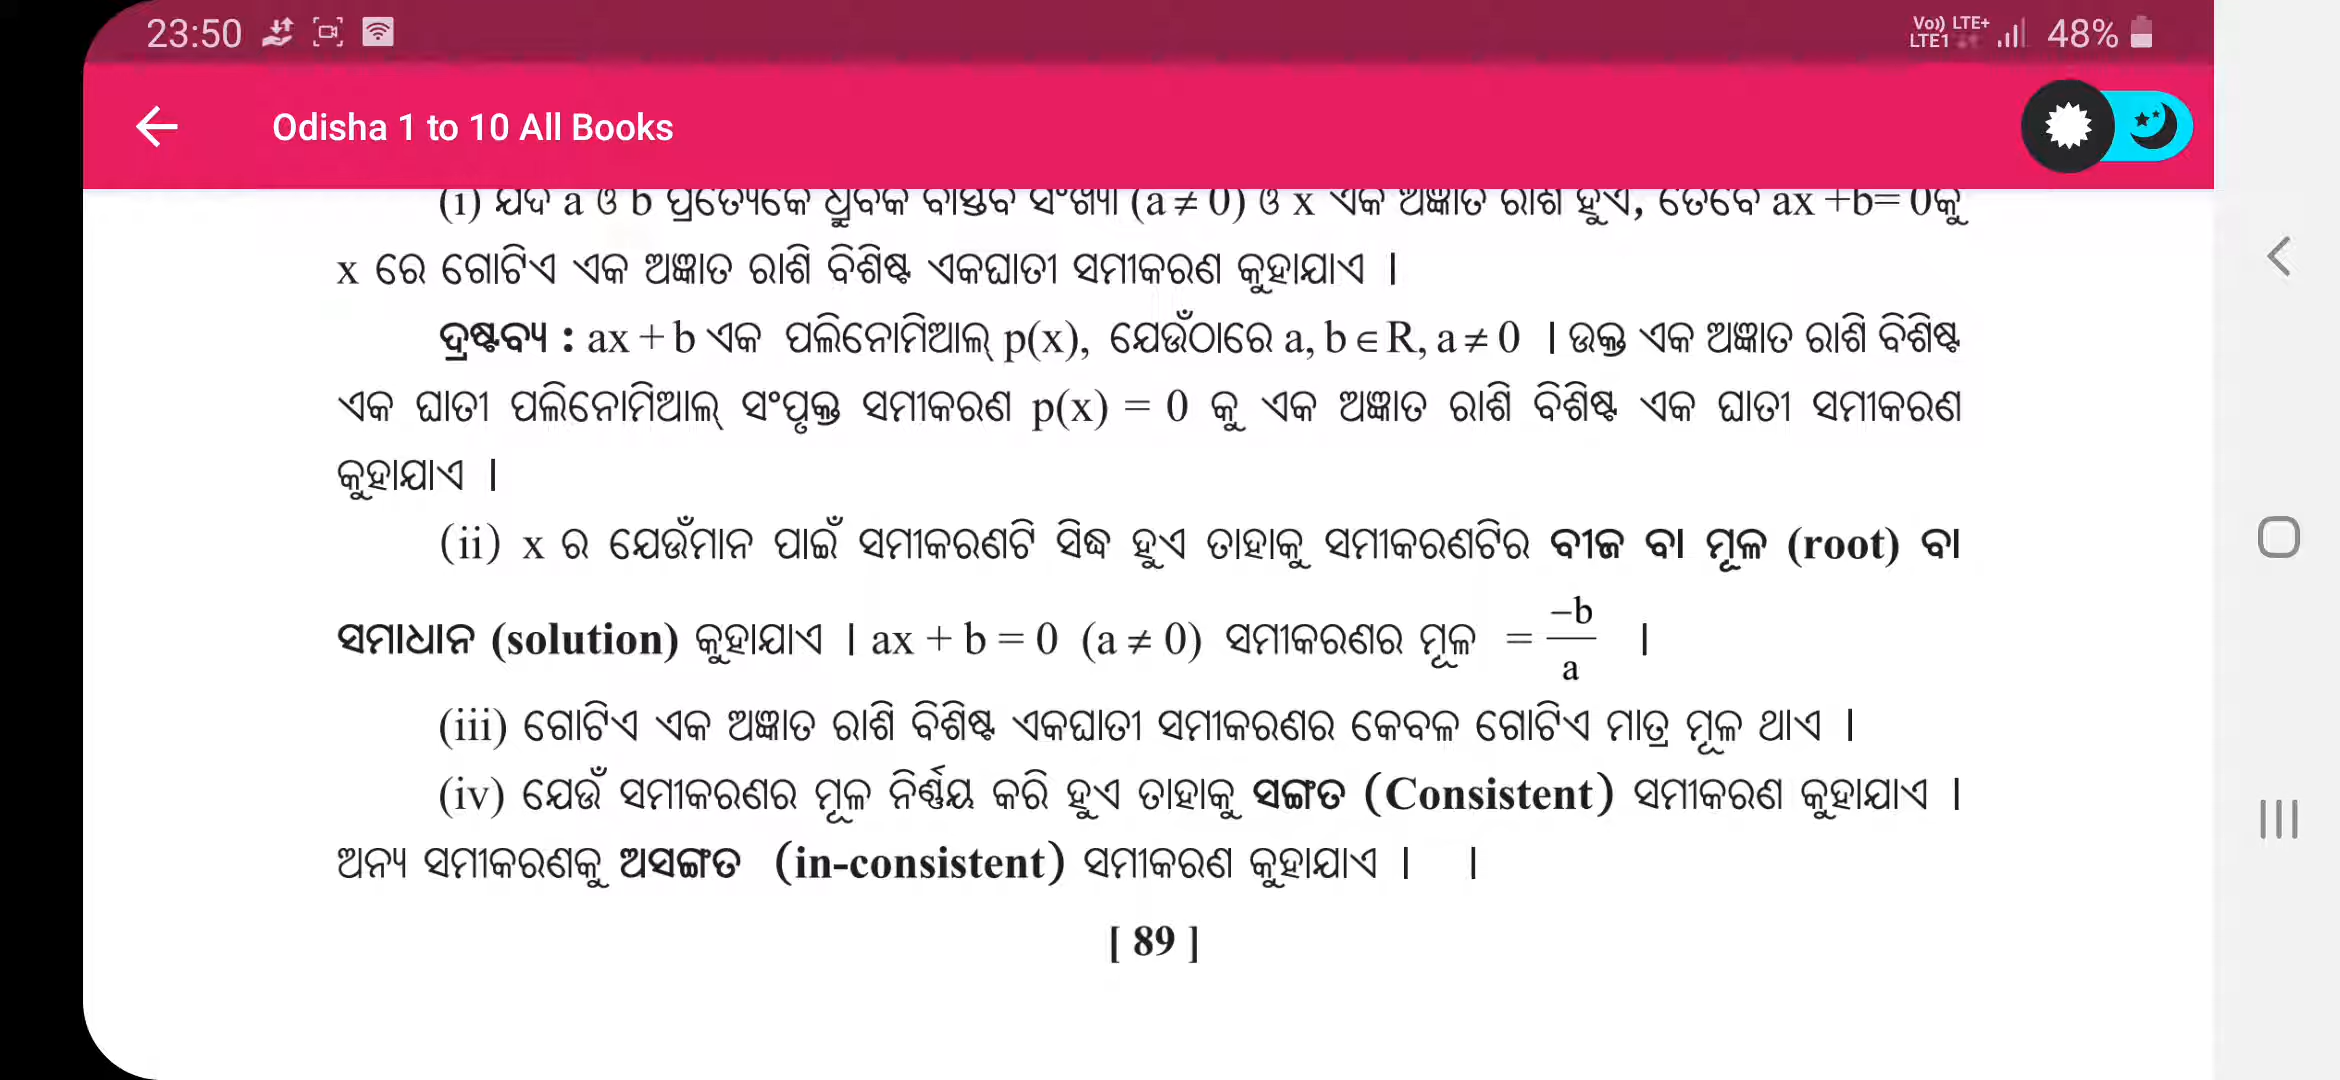 23:50 Vo)) LTE+ LTE1 48%
Odisha 1 to 10 All Books
(i) ଯଦି a ଓ b ପ୍ରତ୍ୟେକେ ଧ୍ରୁବକ ବାସ୍ତବ ସଂଖ୍ୟା (a ≠ 0) ଓ x ଏକ ଅଜ୍ଞାତ ରାଶି ହୁଏ, ତେବେ ax +b= 0କୁ
x ରେ ଗୋଟିଏ ଏକ ଅଜ୍ଞାତ ରାଶି ବିଶିଷ୍ଟ ଏକଘାତୀ ସମୀକରଣ କୁହାଯାଏ |
ଦ୍ରଷ୍ଟବ୍ୟ : ax + b ଏକ ପଲିନୋମିଆଲ୍ p(x), ଯେଉଁଠାରେ a, b ∈ R, a ≠ 0 | ଉକ୍ତ ଏକ ଅଜ୍ଞାତ ରାଶି ବିଶିଷ୍ଟ
ଏକ ଘାତୀ ପଲିନୋମିଆଲ୍ ସଂପୃକ୍ତ ସମୀକରଣ p(x) = 0 କୁ ଏକ ଅଜ୍ଞାତ ରାଶି ବିଶିଷ୍ଟ ଏକ ଘାତୀ ସମୀକରଣ
କୁହାଯାଏ |
(ii) x ର ଯେଉଁମାନ ପାଇଁ ସମୀକରଣଟି ସିଦ୍ଧ ହୁଏ ତାହାକୁ ସମୀକରଣଟିର ବୀଜ ବା ମୂଳ (root) ବା
ସମାଧାନ (solution) କୁହାଯାଏ | ax + b = 0 (a ≠ 0) ସମୀକରଣର ମୂଳ = –b/a |
(iii) ଗୋଟିଏ ଏକ ଅଜ୍ଞାତ ରାଶି ବିଶିଷ୍ଟ ଏକଘାତୀ ସମୀକରଣର କେବଳ ଗୋଟିଏ ମାତ୍ର ମୂଳ ଥାଏ |
(iv) ଯେଉଁ ସମୀକରଣର ମୂଳ ନିର୍ଣ୍ଣୟ କରି ହୁଏ ତାହାକୁ ସଙ୍ଗତ (Consistent) ସମୀକରଣ କୁହାଯାଏ |
ଅନ୍ୟ ସମୀକରଣକୁ ଅସଙ୍ଗତ (in-consistent) ସମୀକରଣ କୁହାଯାଏ | |
[ 89 ]